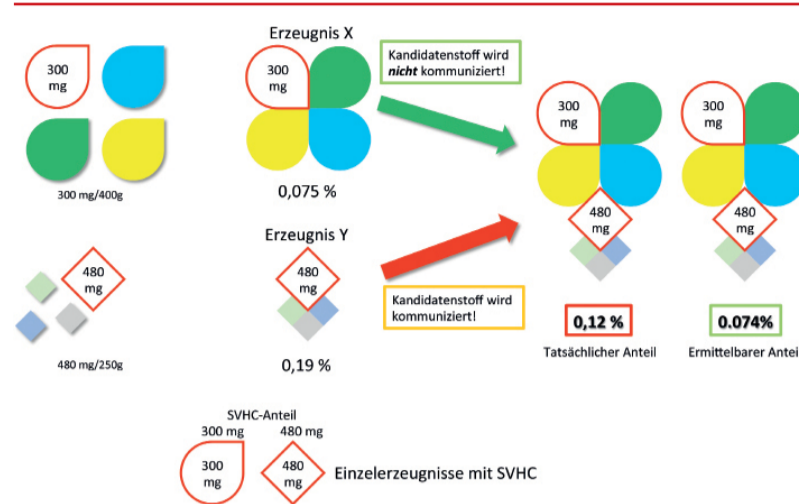 300
mg
300 mg/400g
Erzeugnis X
300
mg
0,075 %
Kandidatenstoff wird
nicht kommuniziert!
480
mg
480 mg/250g
Erzeugnis Y
480
mg
0,19 %
Kandidatenstoff wird
kommuniziert!
300
mg
480
mg
0,12 %
Tatsächlicher Anteil
300
mg
480
mg
0.074%
Ermittelbarer Anteil
SVHC-Anteil
300 mg
480 mg
300
mg
480
mg
Einzelerzeugnisse mit SVHC